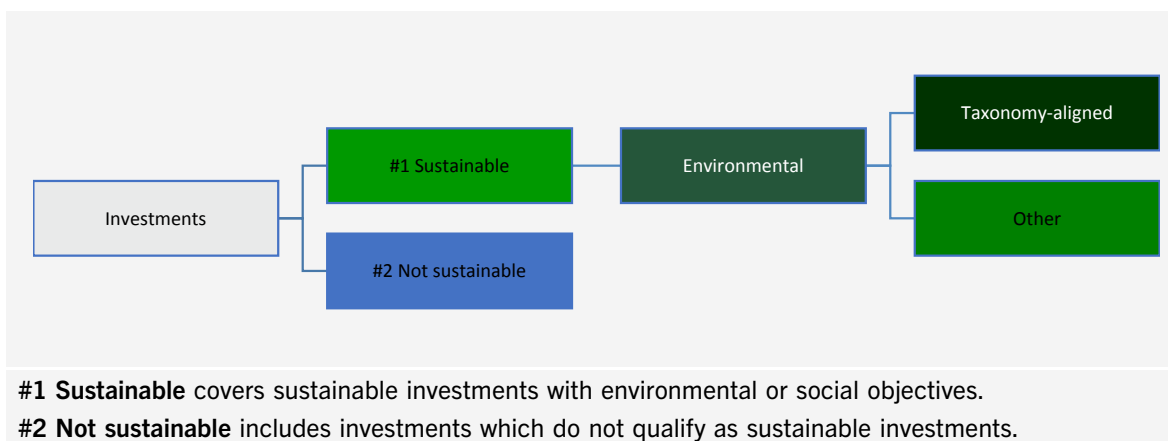 Taxonomy-aligned
#1 Sustainable
Environmental
Investments
Other
#2 Not sustainable
#1 Sustainable covers sustainable investments with environmental or social objectives.
#2 Not sustainable includes investments which do not qualify as sustainable investments.